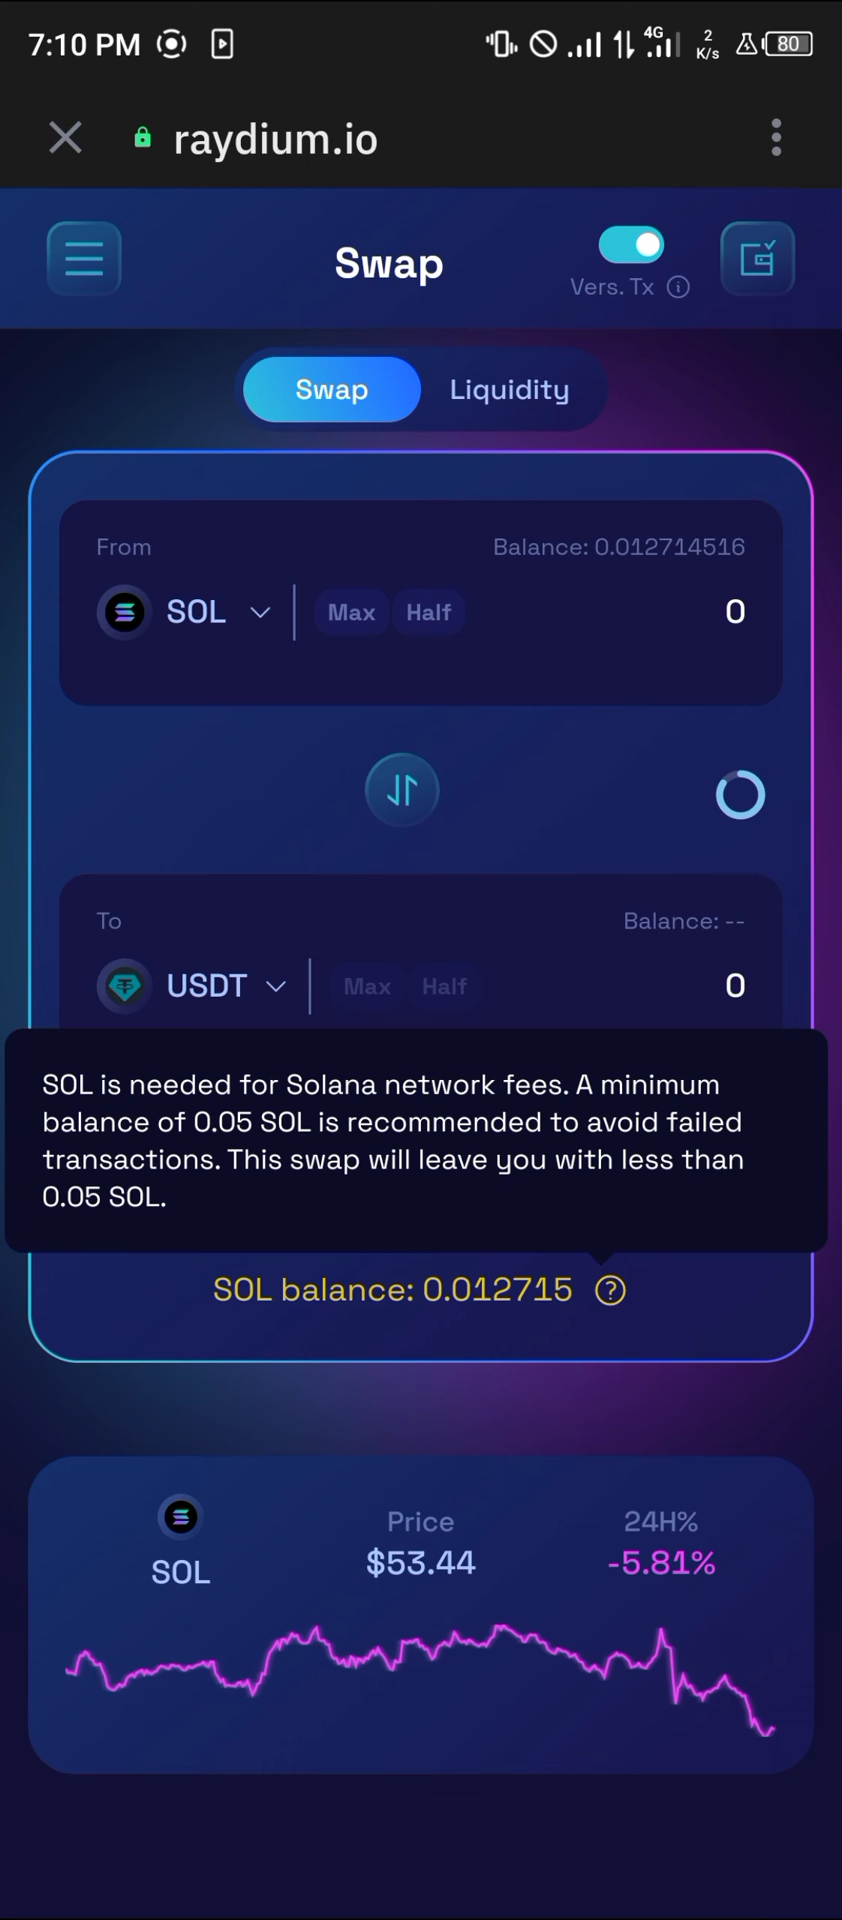 7:10 PM
4G
2
K/s
80
raydium.io
Swap
Vers. Tx
Swap Liquidity
From Balance: 0.012714516
SOL Max Half 0
To Balance: --
USDT Max Half 0
SOL is needed for Solana network fees. A minimum
balance of 0.05 SOL is recommended to avoid failed
transactions. This swap will leave you with less than
0.05 SOL.
SOL balance: 0.012715 ?
Price 24H%
SOL $53.44 -5.81%